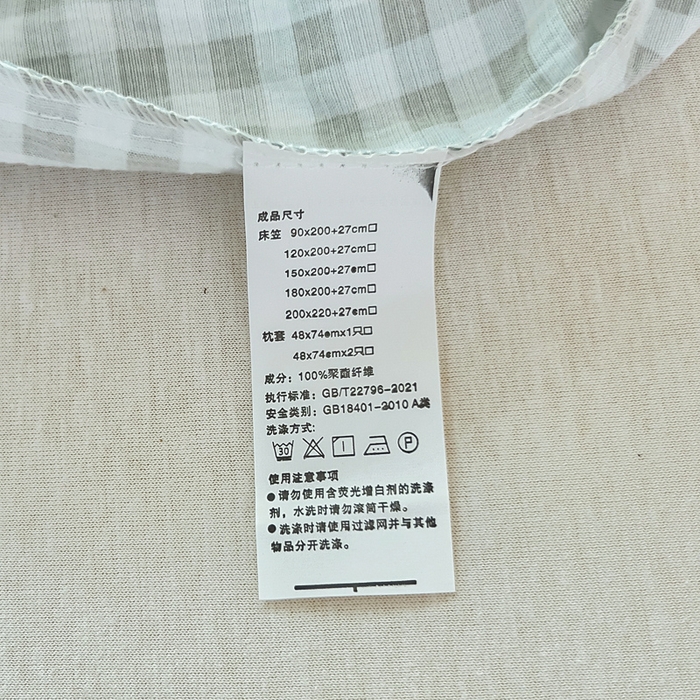 成品尺寸
床笠 90x200+27cm□
120x200+27cm□
150x200+27cm□
180x200+27cm□
200x220+27cm□
枕套 48x74cmx1只□
48x74cmx2只□
成分：100%聚酯纤维
执行标准：GB/T22796-2021
安全类别：GB18401-2010 A类
洗涤方式:
30
P
使用注意事项
●请勿使用含荧光增白剂的洗涤
剂，水洗时请勿滚筒干燥。
●洗涤时请使用过滤网并与其他
物品分开洗涤。